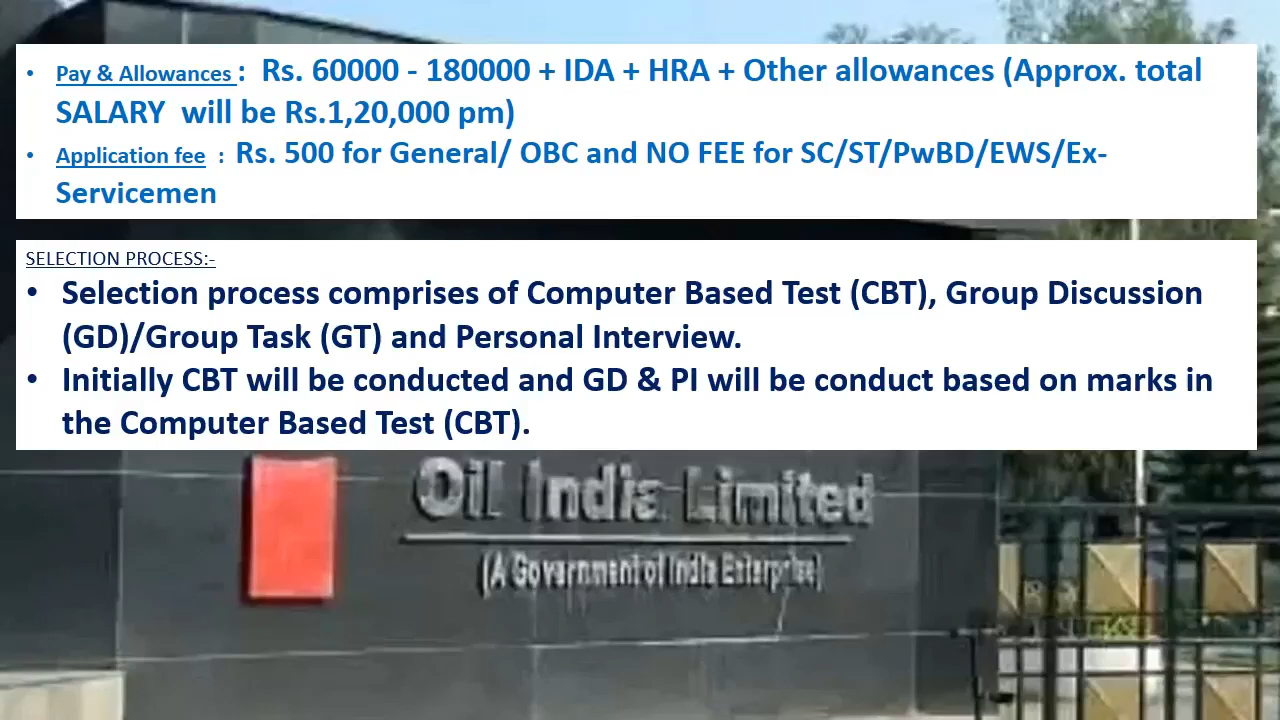 • Pay & Allowances : Rs. 60000 - 180000 + IDA + HRA + Other allowances (Approx. total
SALARY will be Rs.1,20,000 pm)
• Application fee : Rs. 500 for General/ OBC and NO FEE for SC/ST/PwBD/EWS/Ex-
Servicemen
SELECTION PROCESS:-
• Selection process comprises of Computer Based Test (CBT), Group Discussion
(GD)/Group Task (GT) and Personal Interview.
• Initially CBT will be conducted and GD & PI will be conduct based on marks in
the Computer Based Test (CBT).
Oil India Limited
(A Government of India Enterprise)